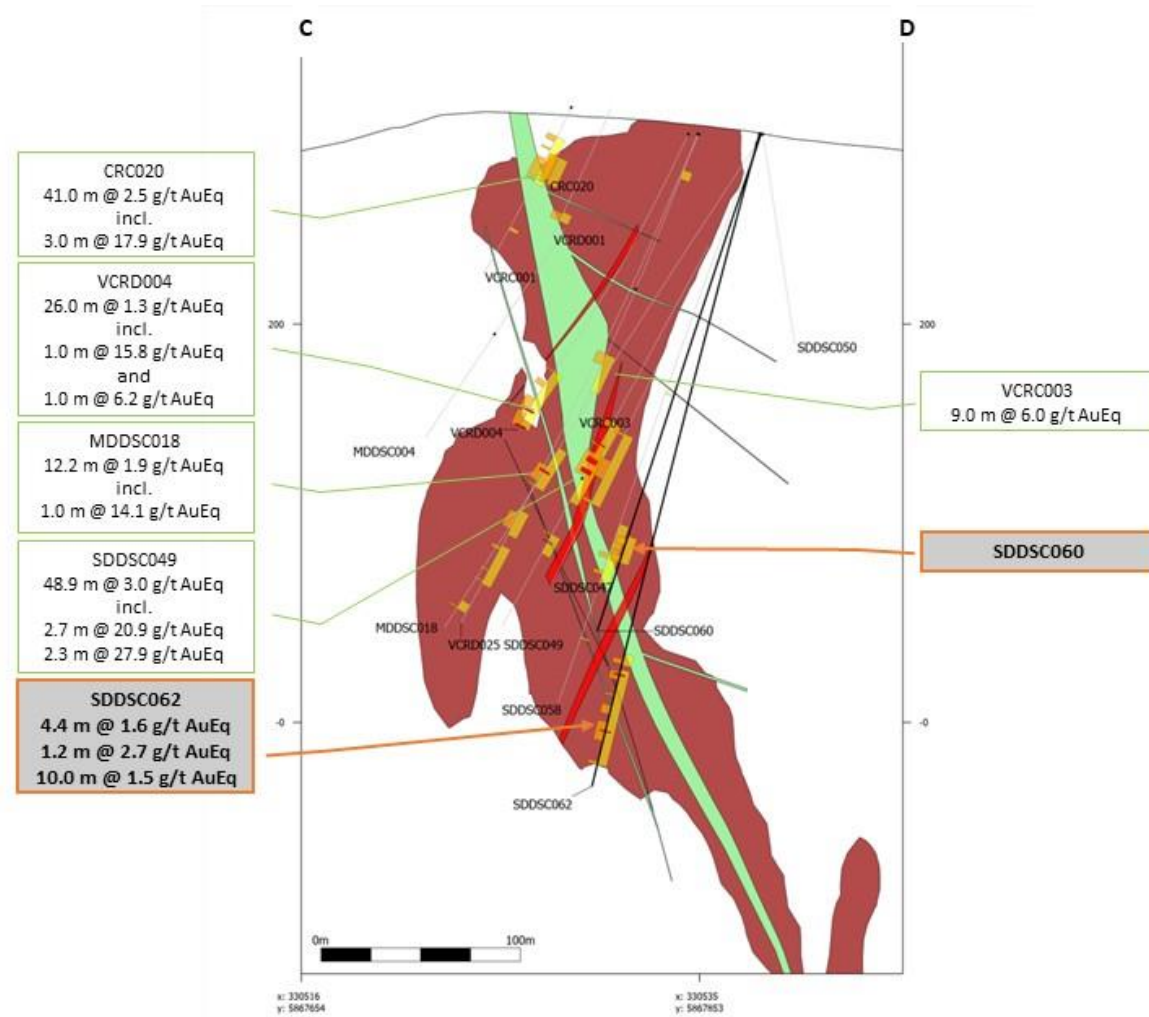 C
D
CRC020
41.0 m @ 2.5 g/t AuEq
incl.
3.0 m @ 17.9 g/t AuEq
VCRD004
26.0 m @ 1.3 g/t AuEq
incl.
1.0 m @ 15.8 g/t AuEq
and
1.0 m @ 6.2 g/t AuEq
MDDSC018
12.2 m @ 1.9 g/t AuEq
incl.
1.0 m @ 14.1 g/t AuEq
SDDSC049
48.9 m @ 3.0 g/t AuEq
incl.
2.7 m @ 20.9 g/t AuEq
2.3 m @ 27.9 g/t AuEq
SDDSC062
4.4 m @ 1.6 g/t AuEq
1.2 m @ 2.7 g/t AuEq
10.0 m @ 1.5 g/t AuEq
CRC020
VCRD001
VCRC001
200
200
SDDSC050
VCRC003
9.0 m @ 6.0 g/t AuEq
VCRC003
VCRD004
MDDSC004
SDDSC060
SDDSC047
MDDSC018
SDDSC060
VCRD025 SDDSC049
SDDSC058
-0
-0
SDDSC062
0m
100m
x: 330516
y: 5867654
x: 330535
y: 5867853